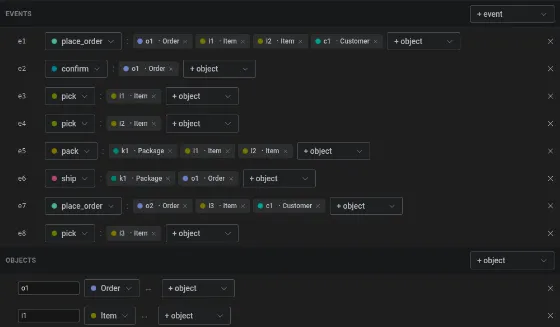 EVENTS + event
e1 place_order : o1 · Order × i1 · Item × i2 · Item × c1 · Customer × + object ×
e2 confirm : o1 · Order × + object ×
e3 pick : i1 · Item × + object ×
e4 pick : i2 · Item × + object ×
e5 pack : k1 · Package × i1 · Item × i2 · Item × + object ×
e6 ship : k1 · Package × o1 · Order × + object ×
e7 place_order : o2 · Order × i3 · Item × c1 · Customer × + object ×
e8 pick : i3 · Item × + object ×
OBJECTS + object
o1 Order -- + object ×
i1 Item -- + object ×